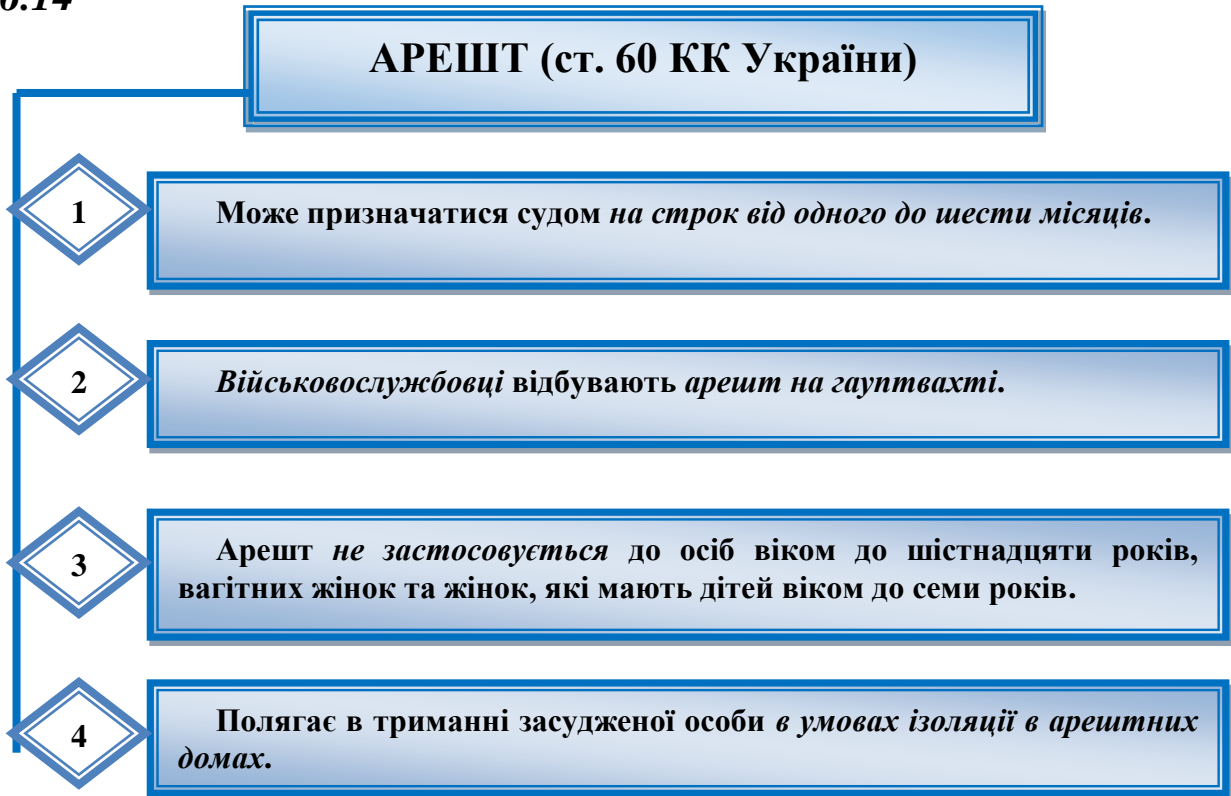 АРЕШТ (ст. 60 КК України)
1
Може призначатися судом на строк від одного до шести місяців.
2
Військовослужбовці відбувають арешт на гауптвахті.
3
Арешт не застосовується до осіб віком до шістнадцяти років,
вагітних жінок та жінок, які мають дітей віком до семи років.
4
Полягає в триманні засудженої особи в умовах ізоляції в арештних
домах.